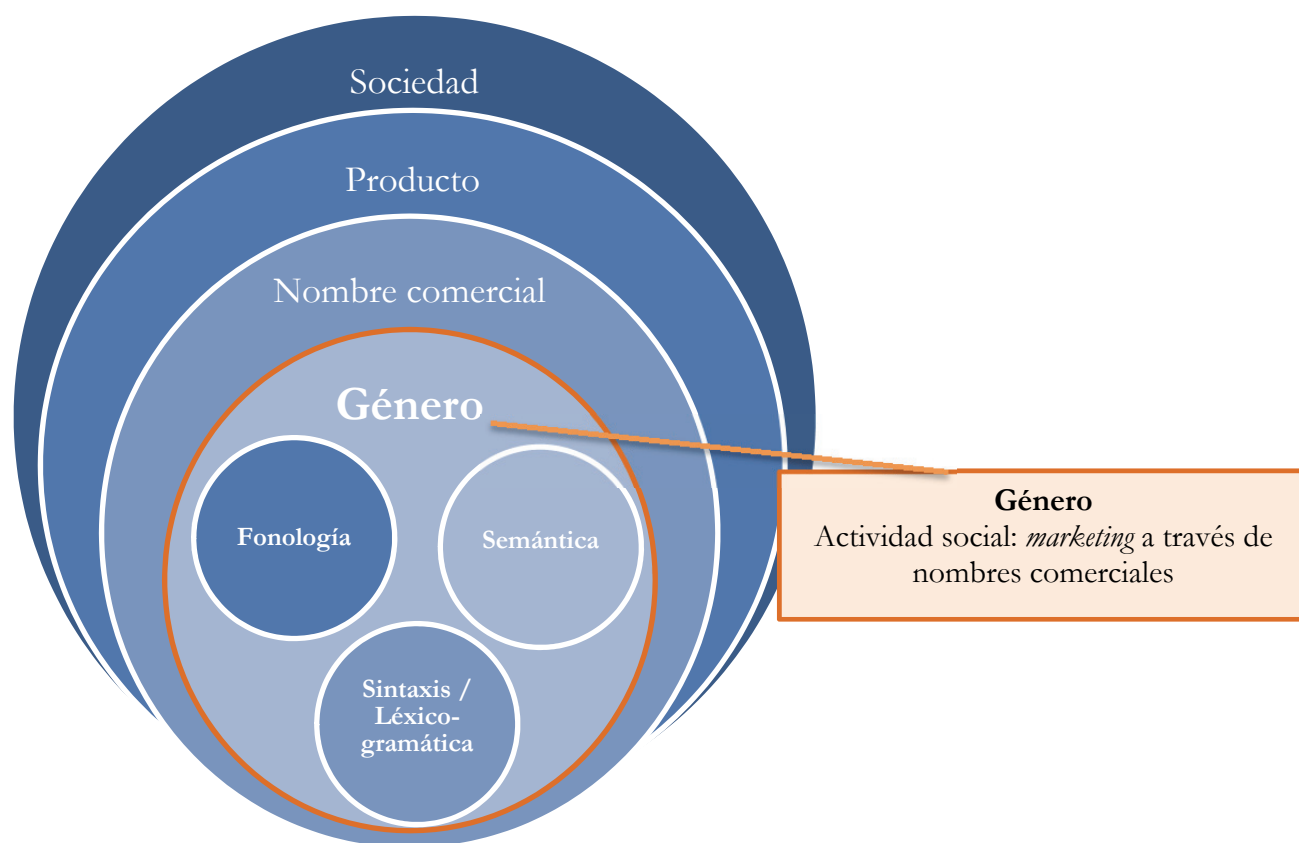 Sociedad
Producto
Nombre comercial
Género
Fonología
Semántica
Sintaxis /
Léxico-
gramática
Género
Actividad social: marketing a través de
nombres comerciales